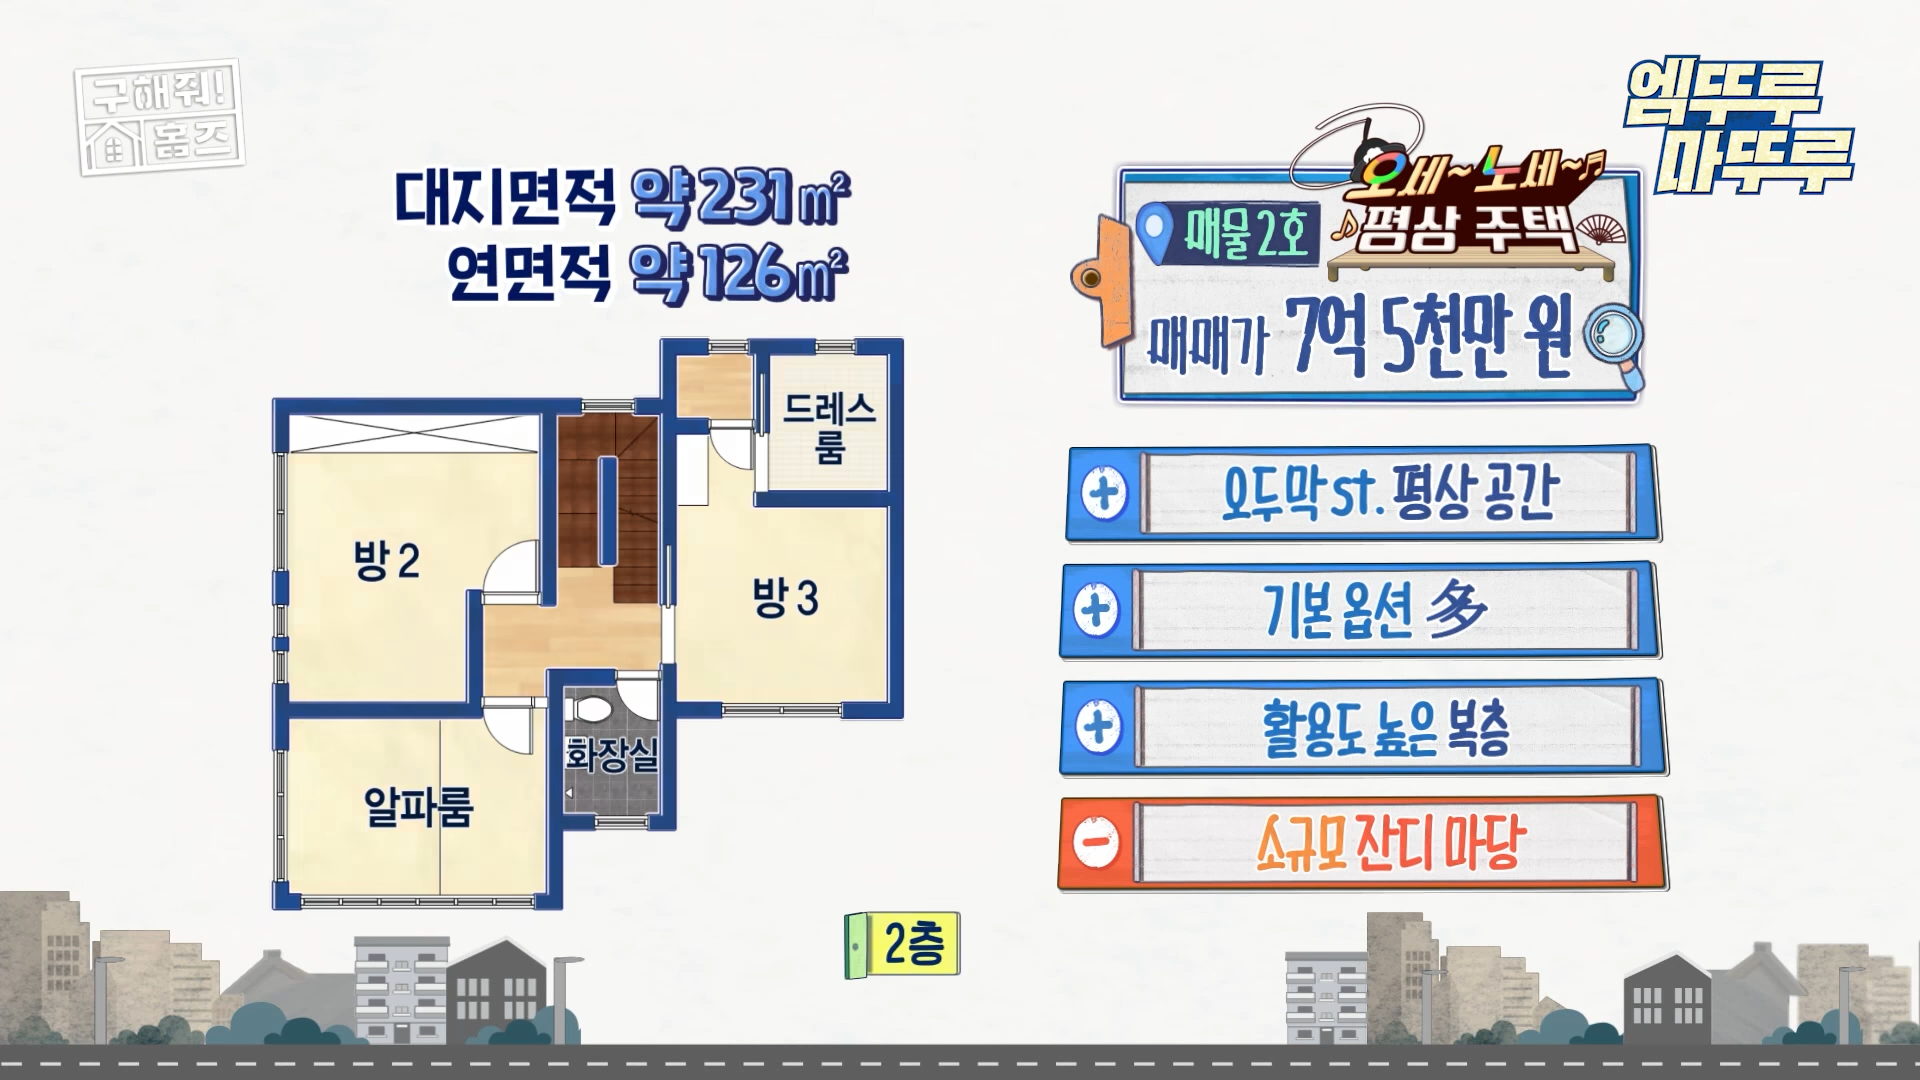 구해줘!
홈즈
엠뚜루
마뚜루
대지면적 약 231㎡
연면적 약 126㎡
드레스
룸
방 2
방 3
화장실
알파룸
2층
오세~노세~
매물 2호
평상 주택
매매가 7억 5천만 원
오두막 st. 평상 공간
기본 옵션 多
활용도 높은 복층
소규모 잔디 마당